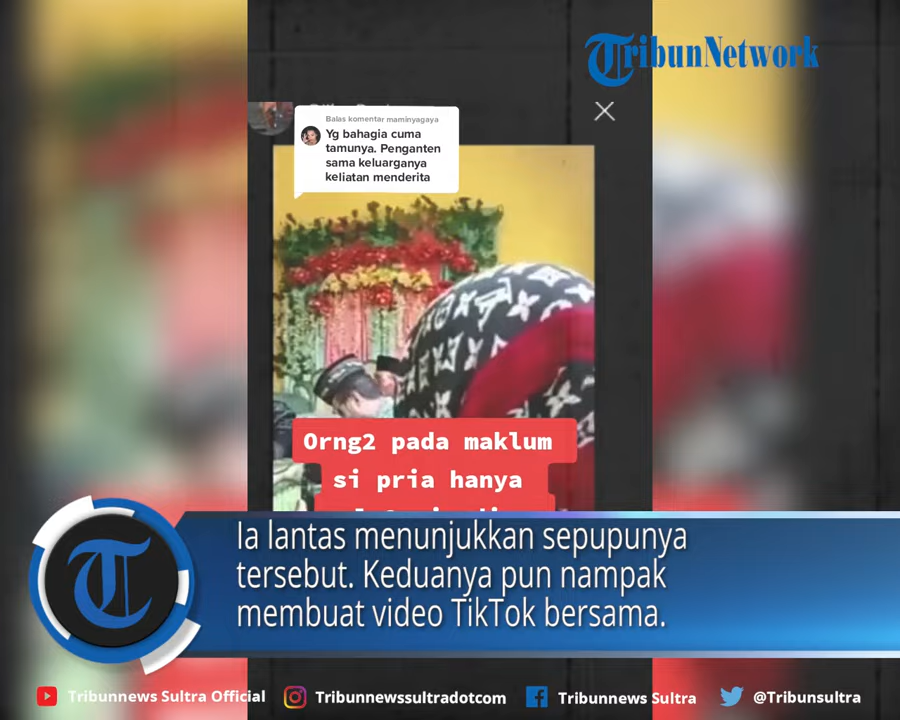 TribunNetwork
Balas komentar maminyagaya
Yg bahagia cuma
tamunya. Penganten
sama keluarganya
keliatan menderita
Orng2 pada maklum
si pria hanya
Ia lantas menunjukkan sepupunya
tersebut. Keduanya pun nampak
membuat video TikTok bersama.
Tribunnews Sultra Official
Tribunnewssultradotcom
Tribunnews Sultra
@Tribunsultra